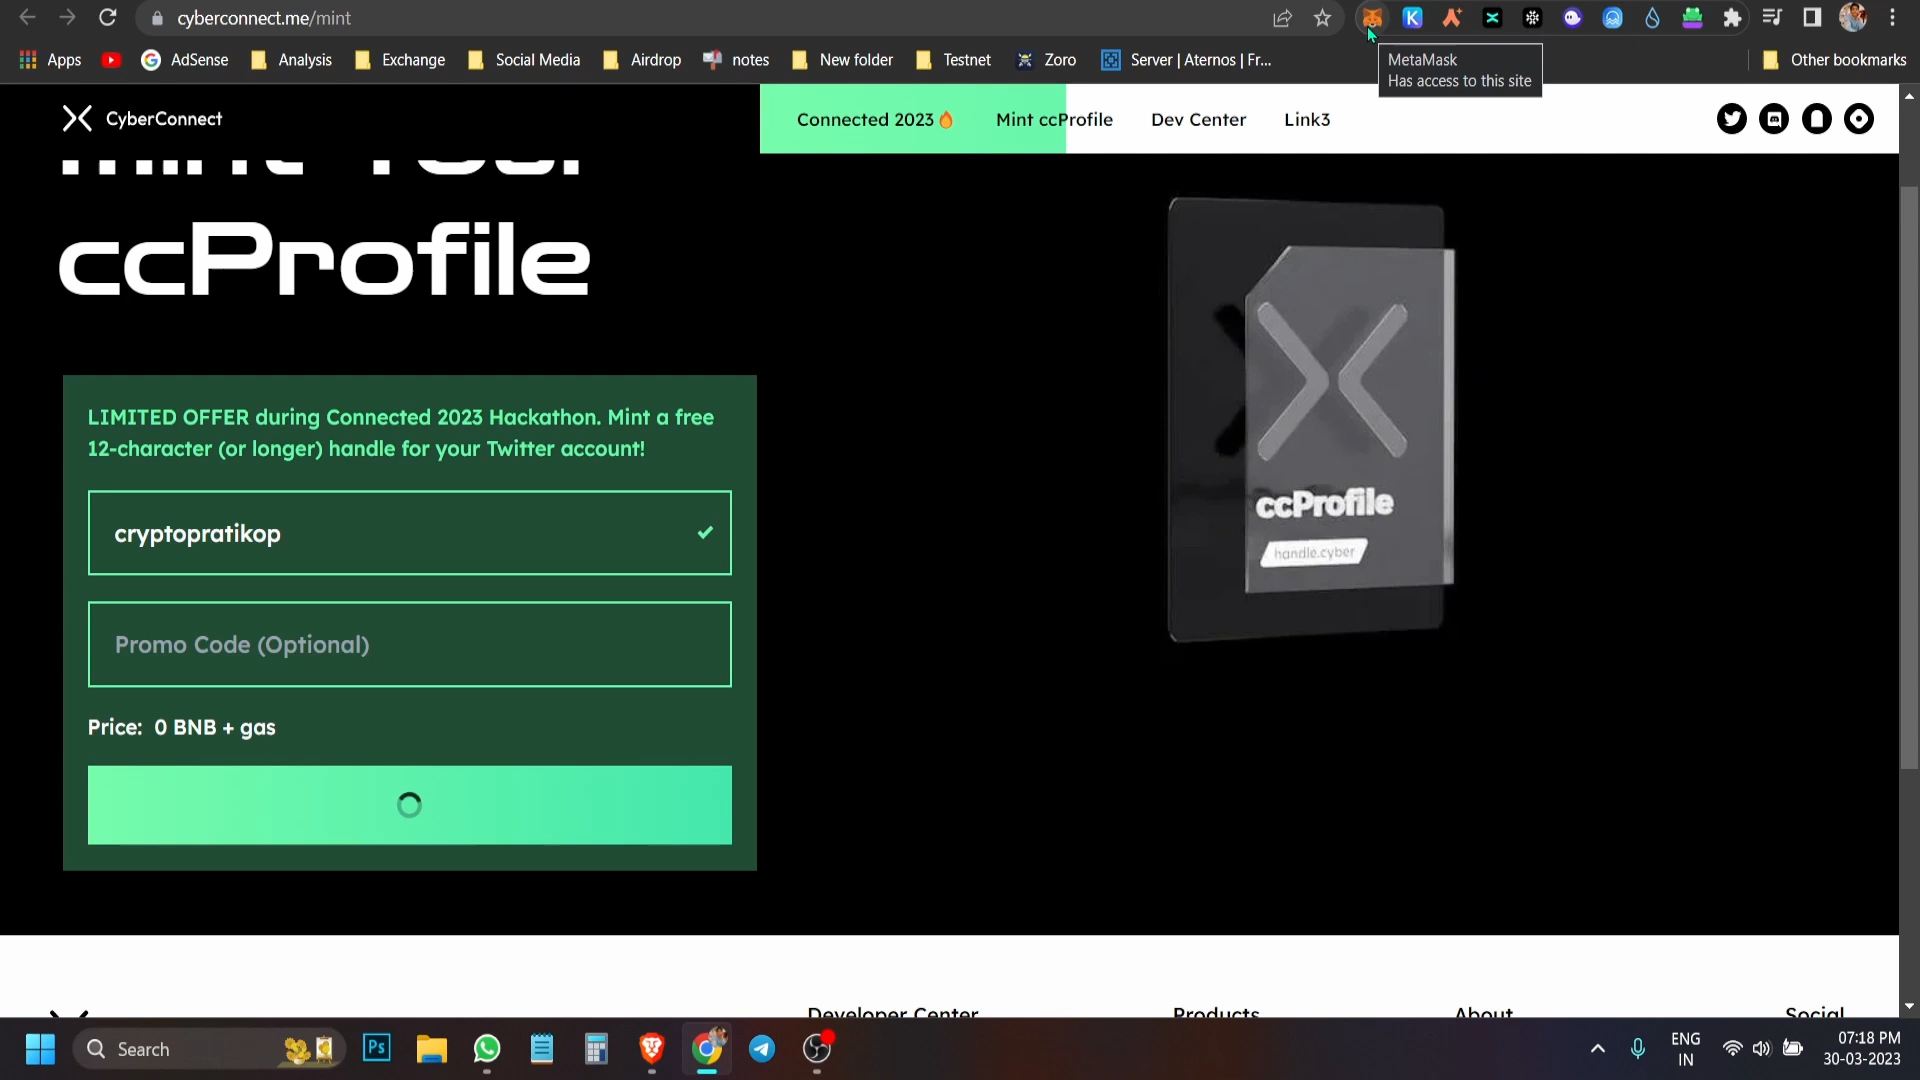 cyberconnect.me/mint
MetaMask
Has access to this site
Apps
AdSense
Analysis
Exchange
Social Media
Airdrop
notes
New folder
Testnet
Zoro
Server | Aternos | Fr...
Other bookmarks
CyberConnect
Connected 2023🔥
Mint ccProfile
Dev Center
Link3
ccProfile
LIMITED OFFER during Connected 2023 Hackathon. Mint a free
12-character (or longer) handle for your Twitter account!
cryptopratikop
Promo Code (Optional)
Price: 0 BNB + gas
ccProfile
handle.cyber
Developer Center
Products
About
Social
Search
Ps
ENG
IN
07:18 PM
30-03-2023